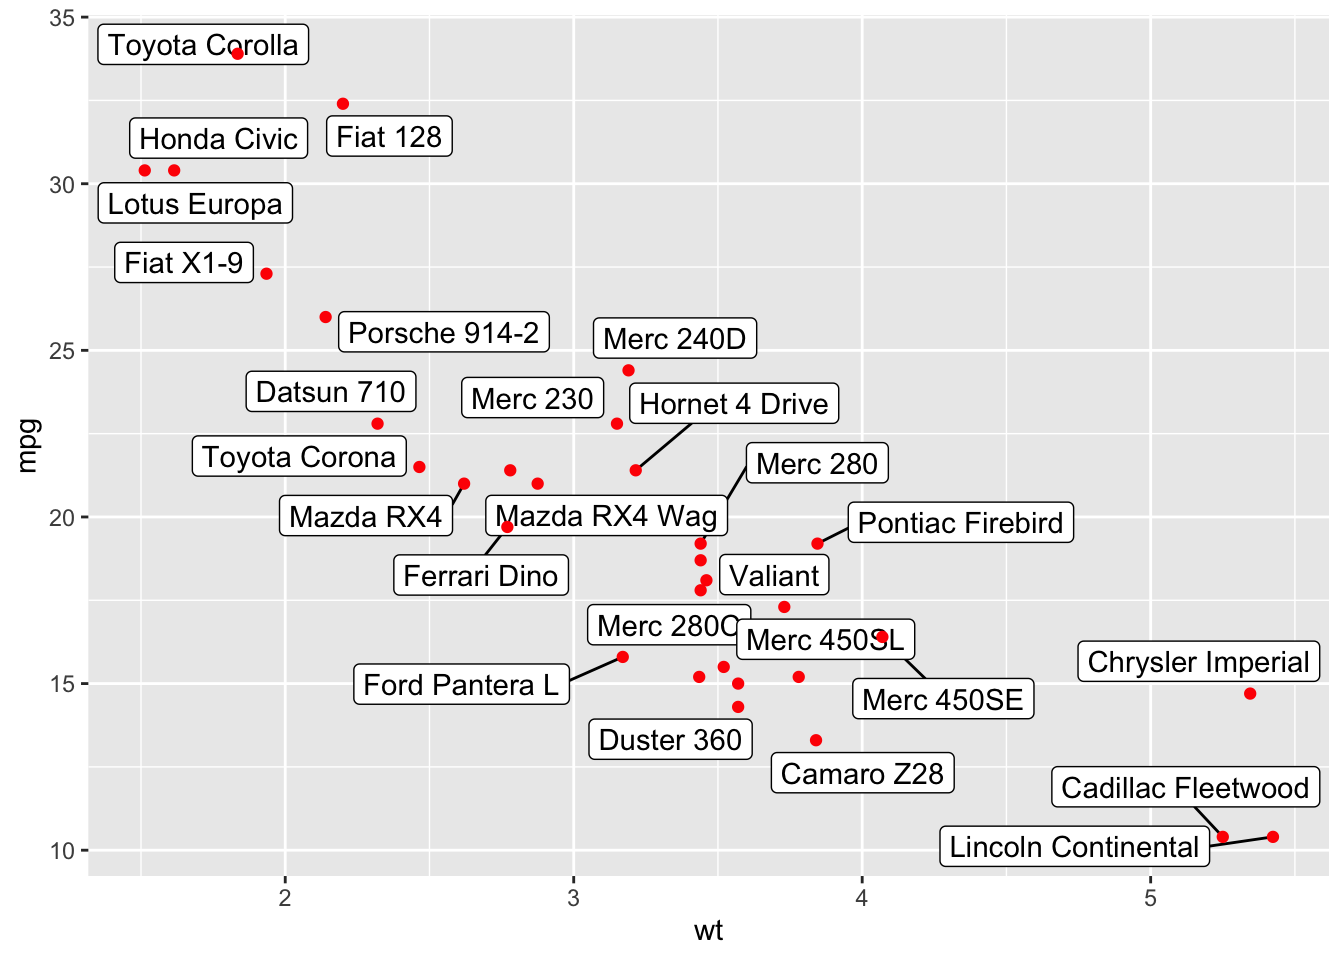 35
Toyota Corolla
Fiat 128
Honda Civic
30
Lotus Europa
Fiat X1-9
Porsche 914-2
Merc 240D
25
Datsun 710
Merc 230
Hornet 4 Drive
Toyota Corona
Merc 280
mpg
20
Mazda RX4
Mazda RX4 Wag
Pontiac Firebird
Ferrari Dino
Valiant
Merc 280C
Merc 450SL
Chrysler Imperial
15
Ford Pantera L
Merc 450SE
Duster 360
Camaro Z28
Cadillac Fleetwood
10
Lincoln Continental
2
3
4
5
wt